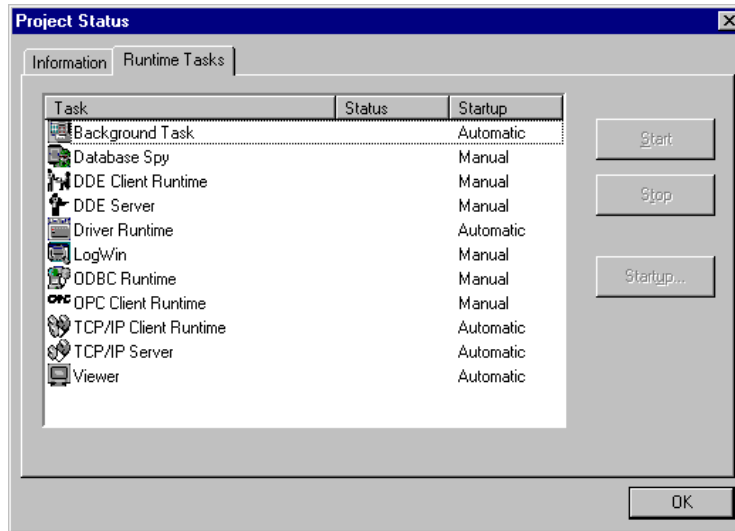 Project Status
Information Runtime Tasks
Task Status Startup
Background Task Automatic
Database Spy Manual
DDE Client Runtime Manual
DDE Server Manual
Driver Runtime Automatic
LogWin Manual
ODBC Runtime Manual
OPC OPC Client Runtime Manual
TCP/IP Client Runtime Automatic
TCP/IP Server Automatic
Viewer Automatic
Start
Stop
Startup...
OK